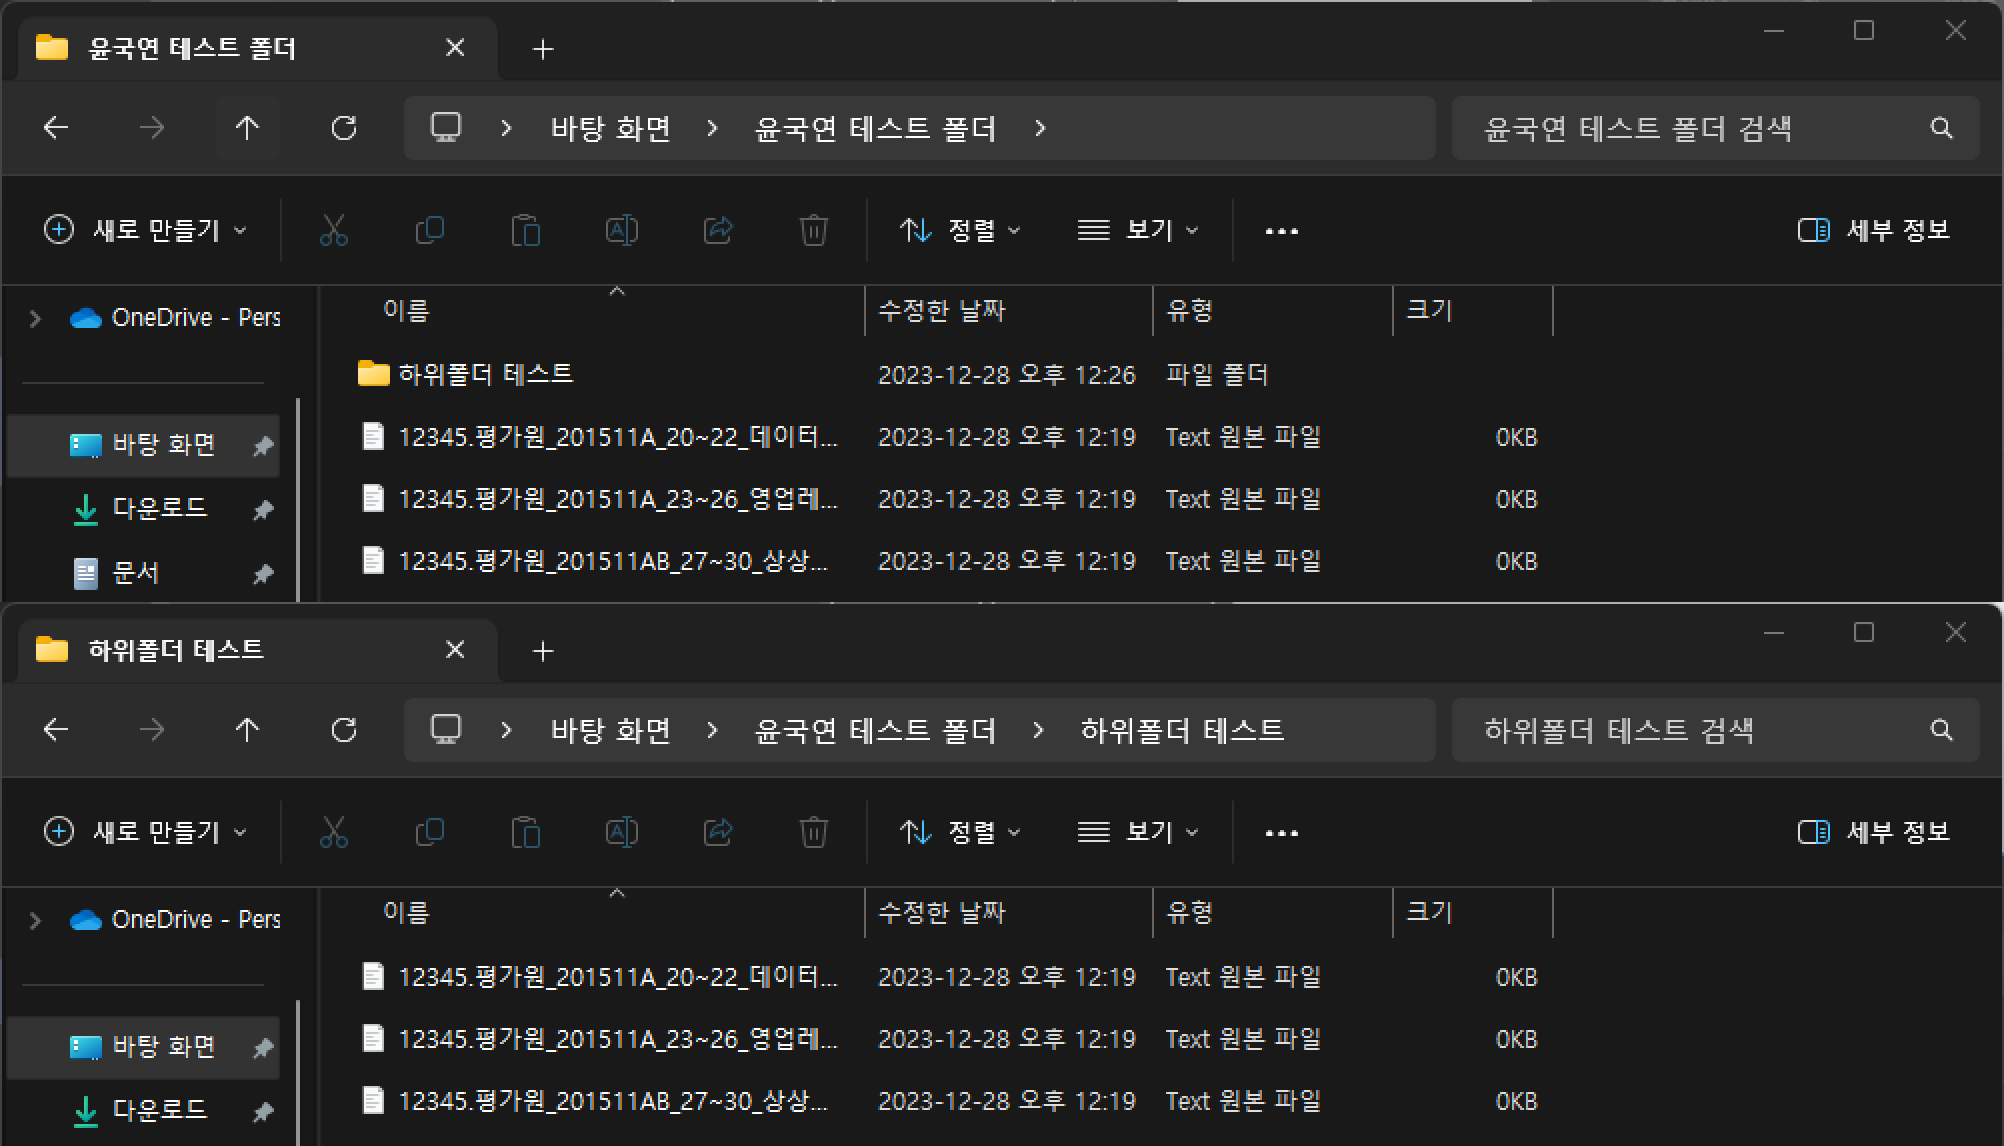 윤국연 테스트 폴더
바탕 화면 윤국연 테스트 폴더
윤국연 테스트 폴더 검색
새로 만들기 정렬 보기 세부 정보
OneDrive - Pers
바탕 화면
다운로드
문서
이름 수정한 날짜 유형 크기
하위폴더 테스트 2023-12-28 오후 12:26 파일 폴더
12345.평가원_201511A_20~22_데이터... 2023-12-28 오후 12:19 Text 원본 파일 0KB
12345.평가원_201511A_23~26_영업레... 2023-12-28 오후 12:19 Text 원본 파일 0KB
12345.평가원_201511AB_27~30_상상... 2023-12-28 오후 12:19 Text 원본 파일 0KB
하위폴더 테스트
바탕 화면 윤국연 테스트 폴더 하위폴더 테스트
하위폴더 테스트 검색
새로 만들기 정렬 보기 세부 정보
OneDrive - Pers
바탕 화면
다운로드
이름 수정한 날짜 유형 크기
12345.평가원_201511A_20~22_데이터... 2023-12-28 오후 12:19 Text 원본 파일 0KB
12345.평가원_201511A_23~26_영업레... 2023-12-28 오후 12:19 Text 원본 파일 0KB
12345.평가원_201511AB_27~30_상상... 2023-12-28 오후 12:19 Text 원본 파일 0KB